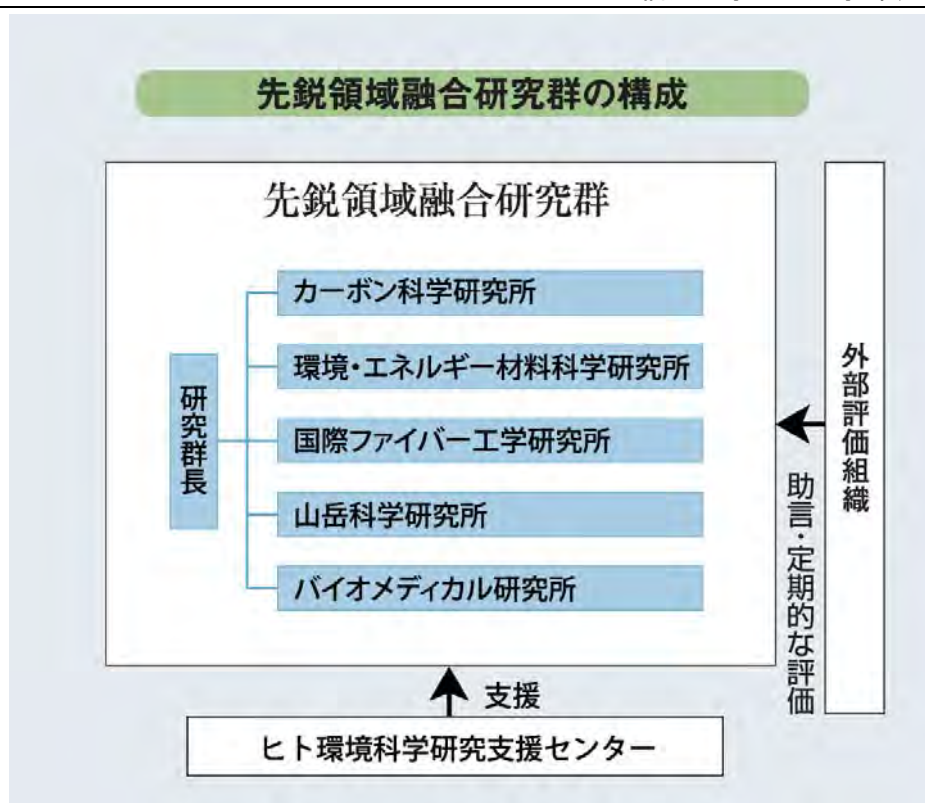 先鋭領域融合研究群の構成
先鋭領域融合研究群
研究群長
カーボン科学研究所
環境・エネルギー材料科学研究所
国際ファイバー工学研究所
山岳科学研究所
バイオメディカル研究所
外部評価組織
助言・定期的な評価
支援
ヒト環境科学研究支援センター